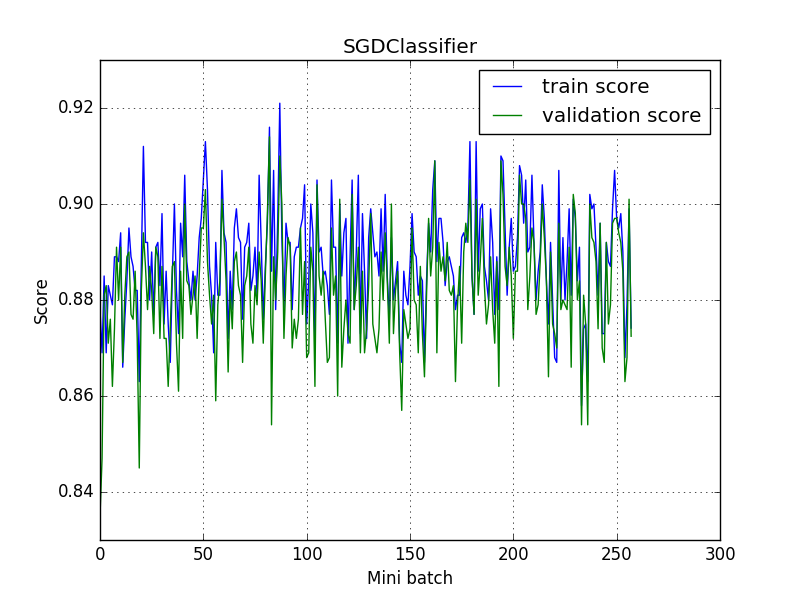 SGDClassifier
train score
validation score
0.92
0.90
0.88
0.86
0.84
Score
0
50
100
150
200
250
300
Mini batch